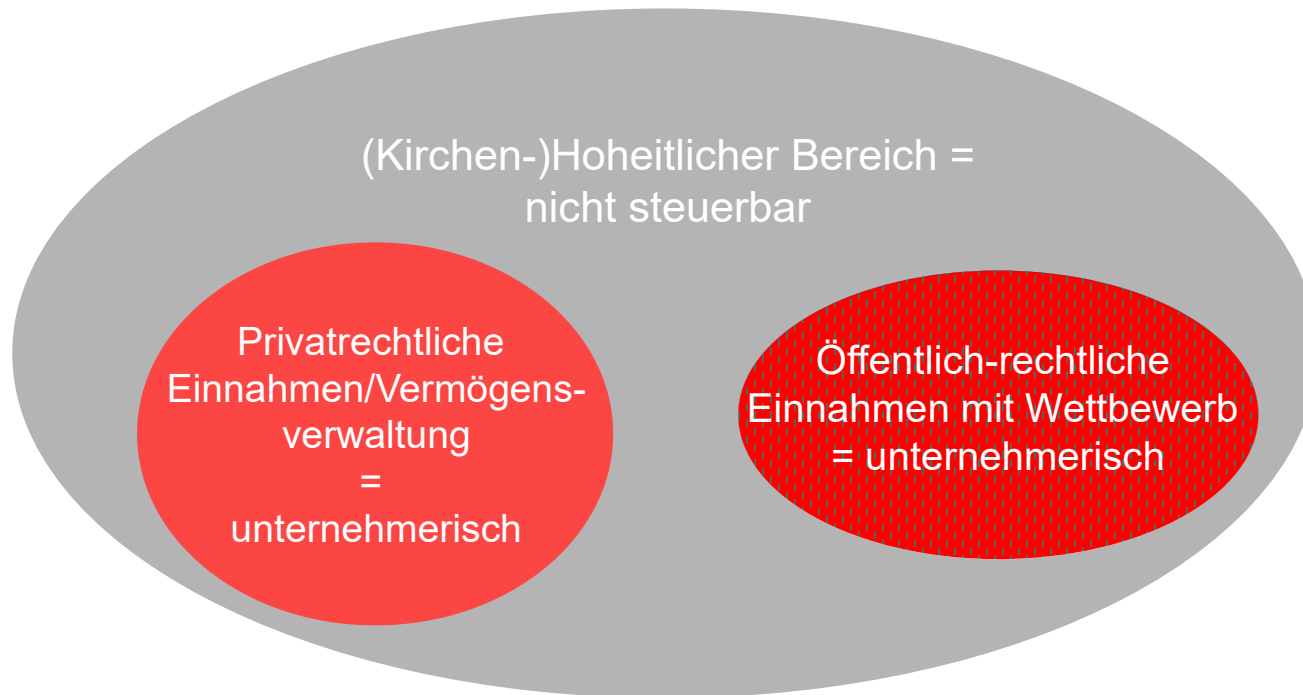 (Kirchen-)Hoheitlicher Bereich =
nicht steuerbar
Privatrechtliche
Einnahmen/Vermögens-
verwaltung
=
unternehmerisch
Öffentlich-rechtliche
Einnahmen mit Wettbewerb
= unternehmerisch